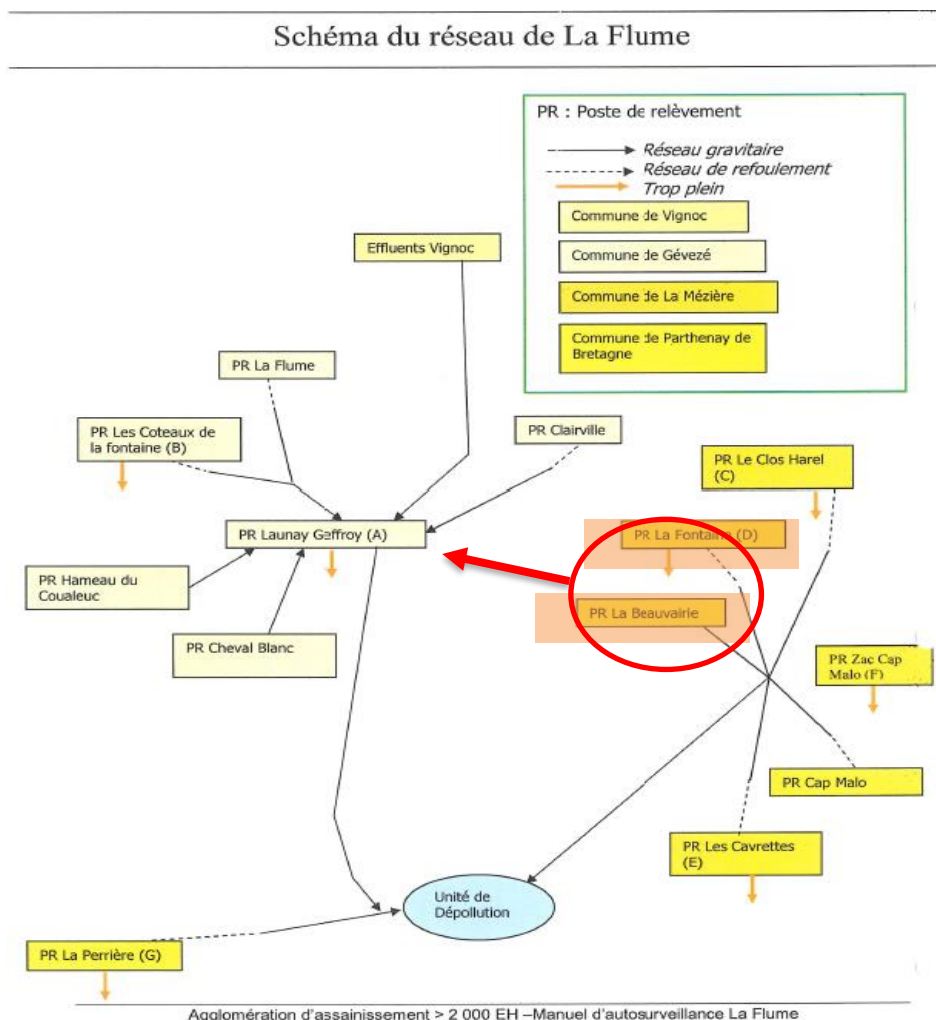 Schéma du réseau de La Flume
PR : Poste de relèvement
Réseau gravitaire
Réseau de refoulement
Trop plein
Commune de Vignoc
Commune de Gévezé
Commune de La Mézière
Commune de Parthenay de
Bretagne
Effluents Vignoc
PR La Flume
PR Les Coteaux de
la fontaine (B)
PR Clairville
PR Le Clos Harel
(C)
PR Launay Geffroy (A)
PR La Fontaine (D)
PR Hameau du
Coualeuc
PR La Beauvairie
PR Cheval Blanc
PR Zac Cap
Malo (F)
PR Cap Malo
PR Les Cavrettes
(E)
Unité de
Dépollution
PR La Perrière (G)
Agglomération d'assainissement > 2 000 EH –Manuel d'autosurveillance La Flume